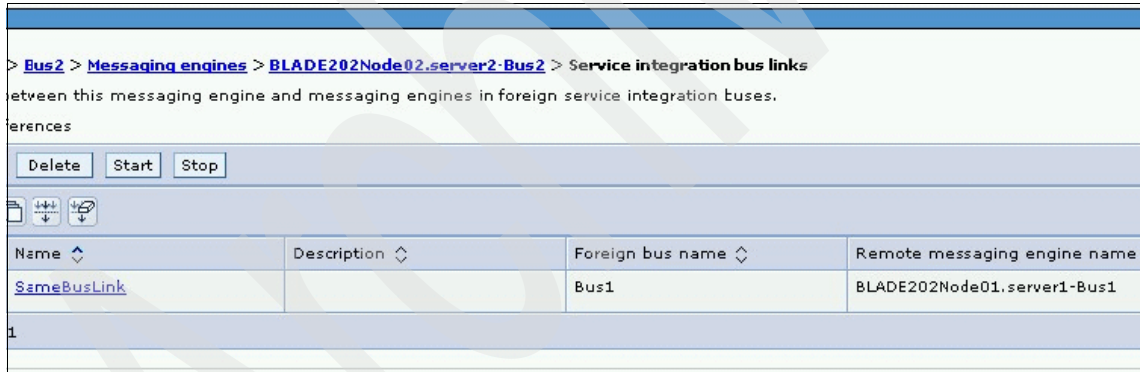 > Bus2 > Messaging engines > BLADE202Node02.server2-Bus2 > Service integration bus links
between this messaging engine and messaging engines in foreign service integration buses.
erences
Delete Start Stop
Name Description Foreign bus name Remote messaging engine name
SameBusLink Bus1 BLADE202Node01.server1-Bus1
1